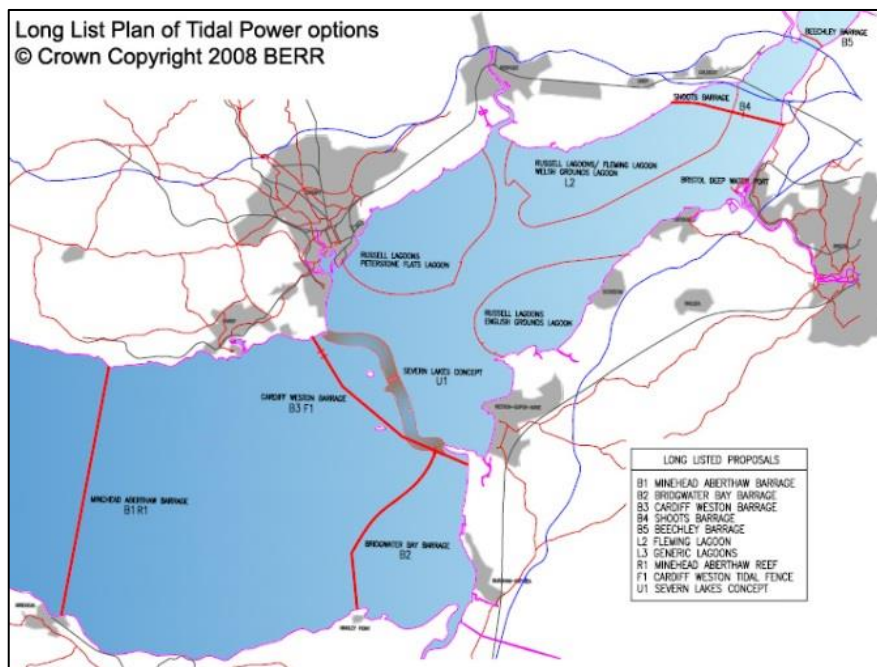 Long List Plan of Tidal Power options
© Crown Copyright 2008 BERR
BEECHLEY BARRAGE
B5
SHOOTS BARRAGE
B4
RUSSELL LAGOONS/ FLEMING LAGOON
WELSH GROUNDS LAGOON
L2
BRISTOL DEEP WATER PORT
RUSSELL LAGOONS
PETERSTONE FLATS LAGOON
RUSSELL LAGOONS
ENGLISH GROUNDS LAGOON
SEVERN LAKES CONCEPT
U1
CARDIFF WESTON BARRAGE
B3 F1
WESTON-SUPER-MARE
MINEHEAD ABERTHAW BARRAGE
B1 R1
BRIDGWATER BAY BARRAGE
B2
HINKLEY POINT
LONG LISTED PROPOSALS
B1 MINEHEAD ABERTHAW BARRAGE
B2 BRIDGWATER BAY BARRAGE
B3 CARDIFF WESTON BARRAGE
B4 SHOOTS BARRAGE
B5 BEECHLEY BARRAGE
L2 FLEMING LAGOON
L3 GENERIC LAGOONS
R1 MINEHEAD ABERTHAW REEF
F1 CARDIFF WESTON TIDAL FENCE
U1 SEVERN LAKES CONCEPT